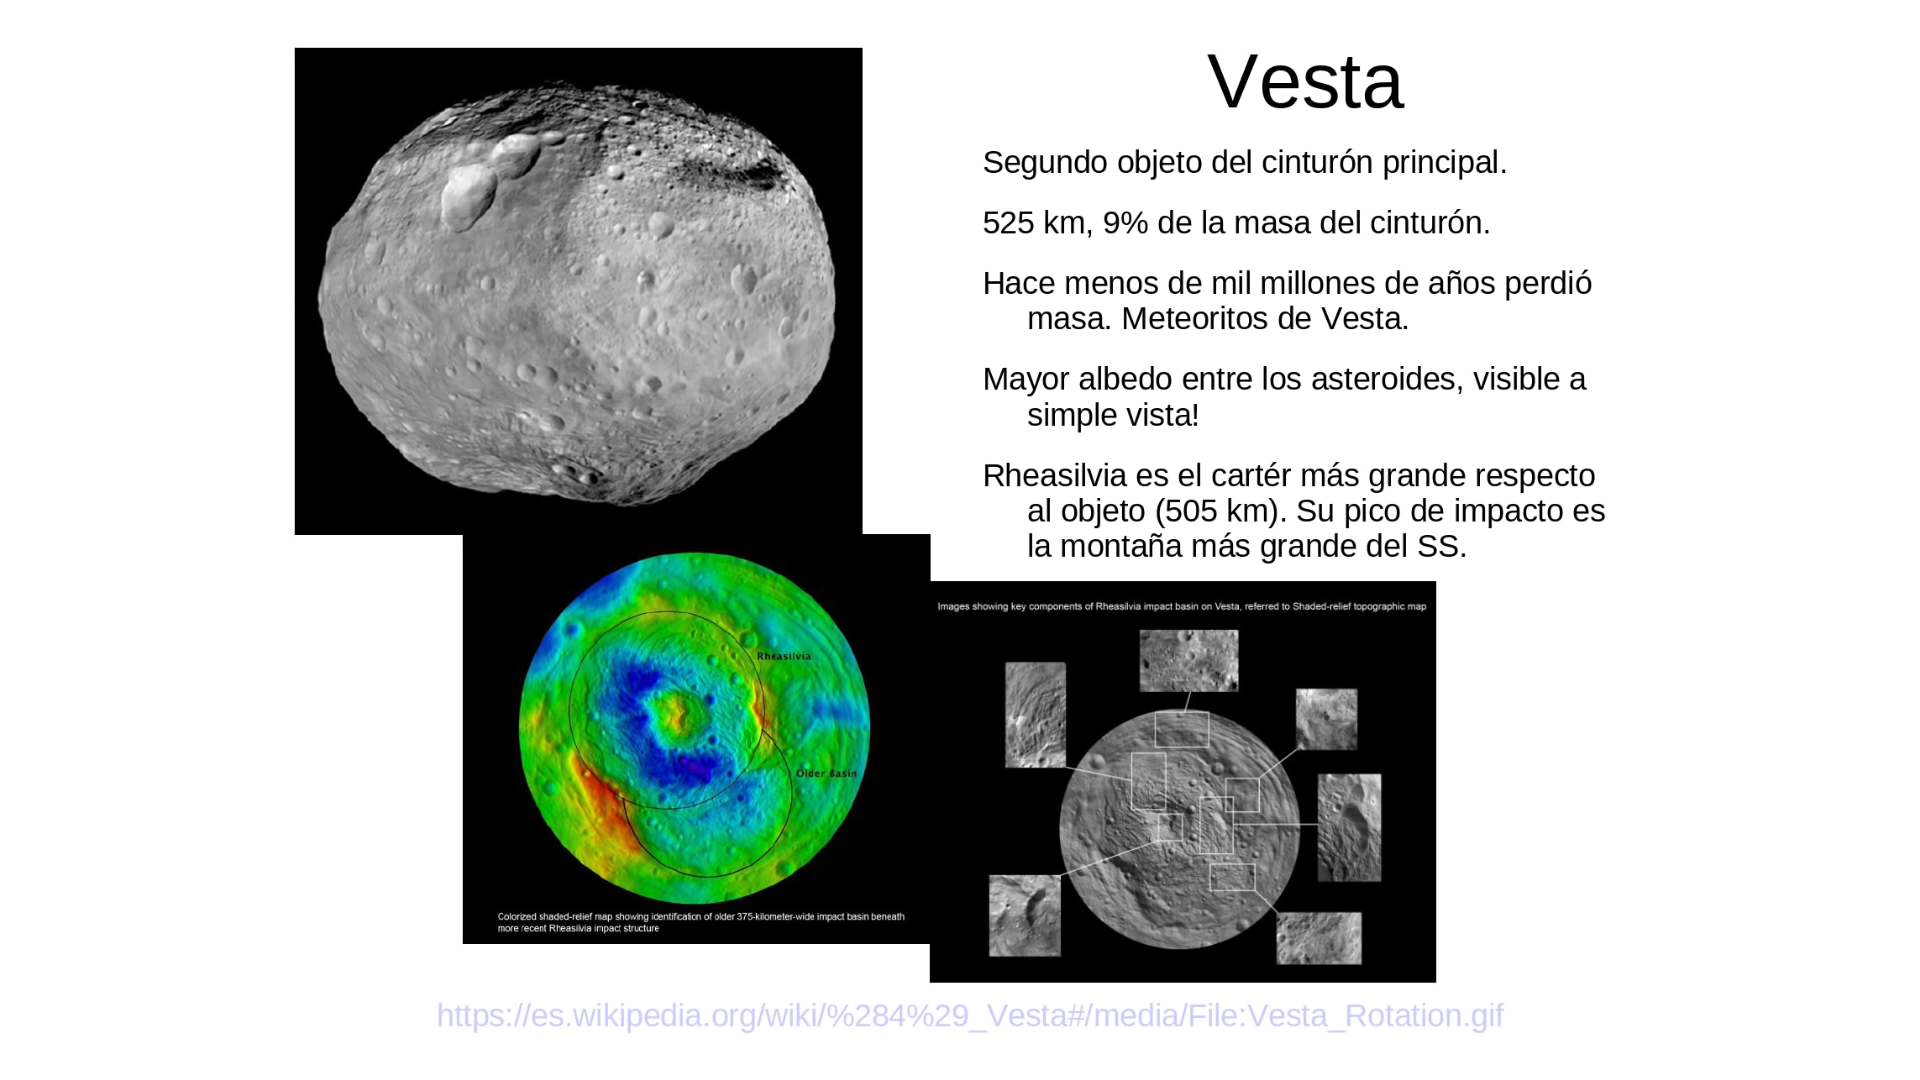 Vesta
Segundo objeto del cinturón principal.
525 km, 9% de la masa del cinturón.
Hace menos de mil millones de años perdió
masa. Meteoritos de Vesta.
Mayor albedo entre los asteroides, visible a
simple vista!
Rheasilvia es el cartér más grande respecto
al objeto (505 km). Su pico de impacto es
la montaña más grande del SS.
Rheasilvia
Older Basin
Colorized shaded-relief map showing identification of older 375-kilometer-wide impact basin beneath
more recent Rheasilvia impact structure
Images showing key components of Rheasilvia impact basin on Vesta, referred to Shaded-relief topographic map
https://es.wikipedia.org/wiki/%284%29_Vesta#/media/File:Vesta_Rotation.gif